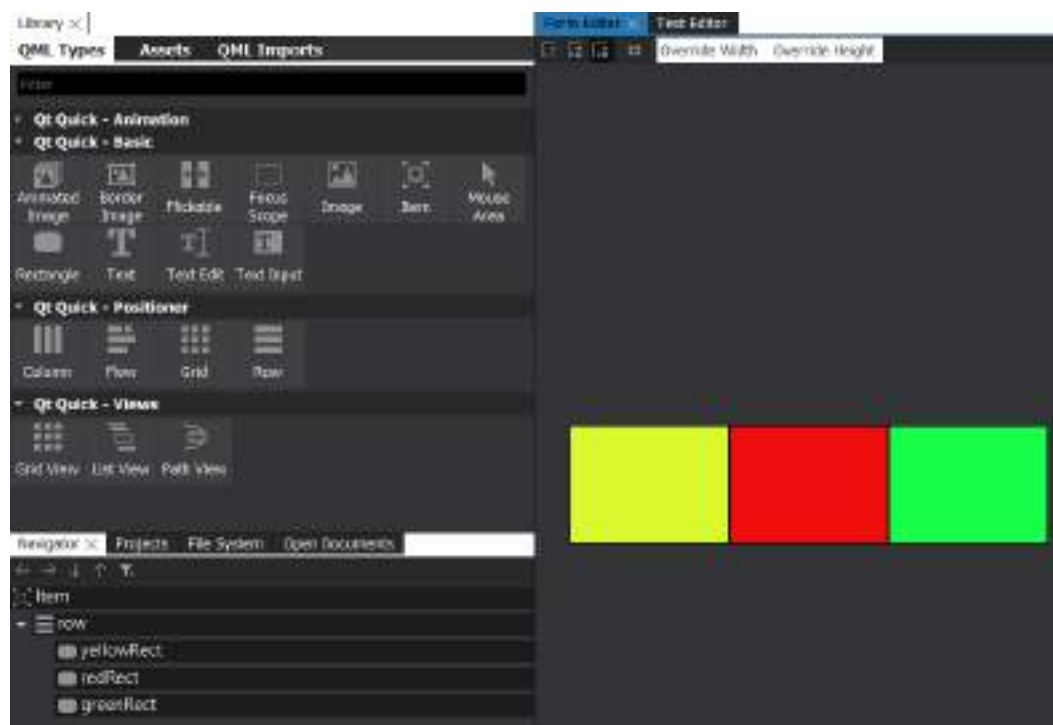 Library
Form Editor Text Editor
QML Types Assets QML Imports
Override Width Override Height
Filter
Qt Quick - Animation
Qt Quick - Basic
Animated Image Border Image Flickable Focus Scope Image Item Mouse Area
Rectangle Text Text Edit Text Input
Qt Quick - Positioner
Column Flow Grid Row
Qt Quick - Views
Grid View List View Path View
Navigator Projects File System Open Documents
Item
row
yellowRect
redRect
greenRect